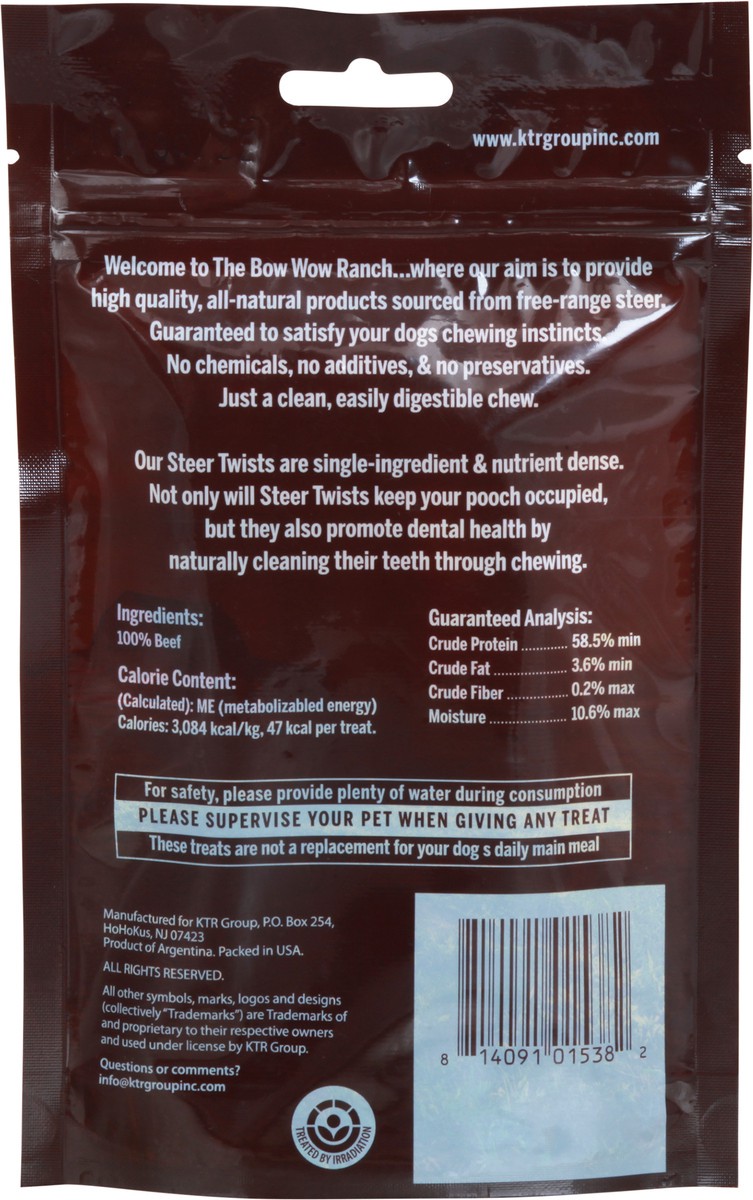 www.ktrgroupinc.com
Welcome to The Bow Wow Ranch...where our aim is to provide
high quality, all-natural products sourced from free-range steer.
Guaranteed to satisfy your dogs chewing instincts.
No chemicals, no additives, & no preservatives.
Just a clean, easily digestible chew.
Our Steer Twists are single-ingredient & nutrient dense.
Not only will Steer Twists keep your pooch occupied,
but they also promote dental health by
naturally cleaning their teeth through chewing.
Ingredients:
100% Beef
Calorie Content:
(Calculated): ME (metabolizabled energy)
Calories: 3,084 kcal/kg, 47 kcal per treat.
Guaranteed Analysis:
Crude Protein ............ 58.5% min
Crude Fat .................... 3.6% min
Crude Fiber ................ 0.2% max
Moisture ..................... 10.6% max
For safety, please provide plenty of water during consumption
PLEASE SUPERVISE YOUR PET WHEN GIVING ANY TREAT
These treats are not a replacement for your dog s daily main meal
Manufactured for KTR Group, P.O. Box 254,
HoHoKus, NJ 07423
Product of Argentina. Packed in USA.
ALL RIGHTS RESERVED.
All other symbols, marks, logos and designs
(collectively "Trademarks") are Trademarks of
and proprietary to their respective owners
and used under license by KTR Group.
Questions or comments?
info@ktrgroupinc.com
TREATED BY IRRADIATION
8 14091 01538 2